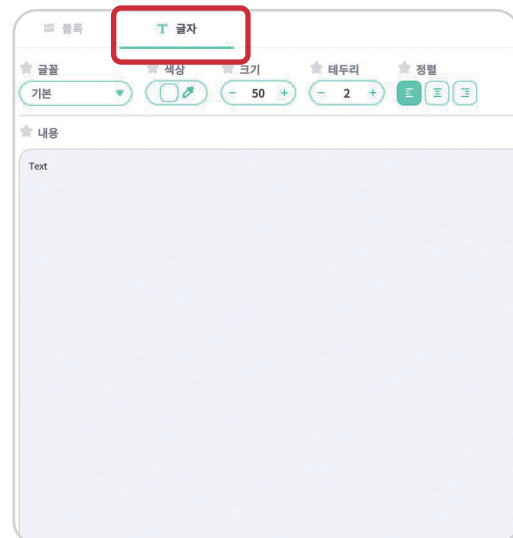 블록 글자
글꼴 색상 크기 테두리 정렬
기본 - 50 + - 2 +
내용
Text